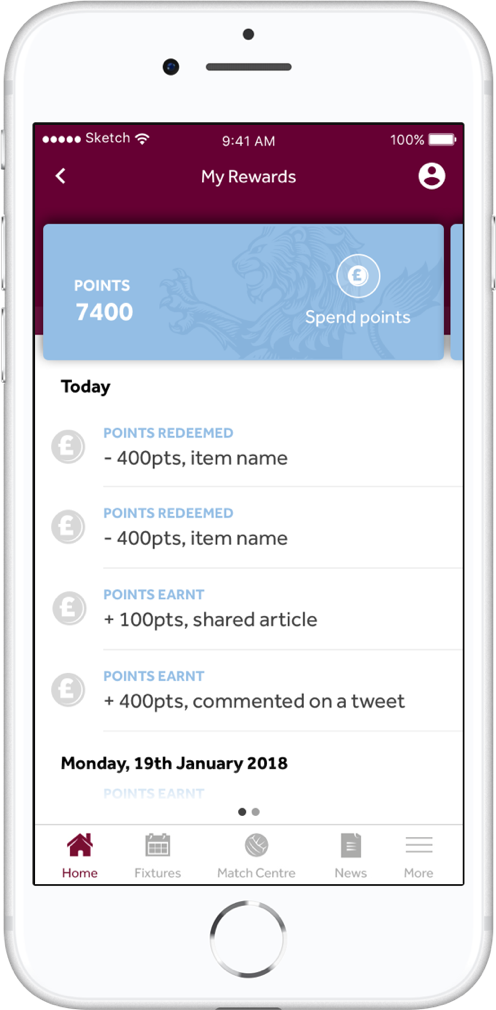 Sketch
9:41 AM
100%
My Rewards
POINTS
7400
£
Spend points
Today
£
POINTS REDEEMED
- 400pts, item name
£
POINTS REDEEMED
- 400pts, item name
£
POINTS EARNT
+ 100pts, shared article
£
POINTS EARNT
+ 400pts, commented on a tweet
Monday, 19th January 2018
POINTS EARNT
Home
Fixtures
Match Centre
News
More